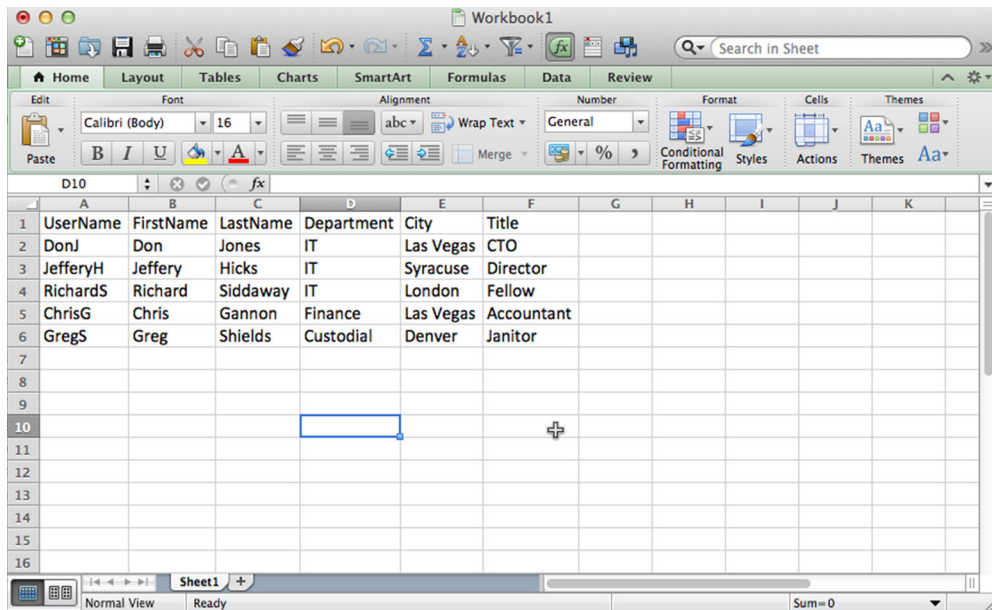 Workbook1
Search in Sheet
Home Layout Tables Charts SmartArt Formulas Data Review
Edit Font Alignment Number Format Cells Themes
Calibri (Body) 16 abc Wrap Text General
Paste B I U A Merge % , Conditional Formatting Styles Actions Themes Aa
D10 fx
A B C D E F G H I J K
1 UserName FirstName LastName Department City Title
2 DonJ Don Jones IT Las Vegas CTO
3 JefferyH Jeffery Hicks IT Syracuse Director
4 RichardS Richard Siddaway IT London Fellow
5 ChrisG Chris Gannon Finance Las Vegas Accountant
6 GregS Greg Shields Custodial Denver Janitor
7
8
9
10
11
12
13
14
15
16
Sheet1
Normal View Ready Sum=0